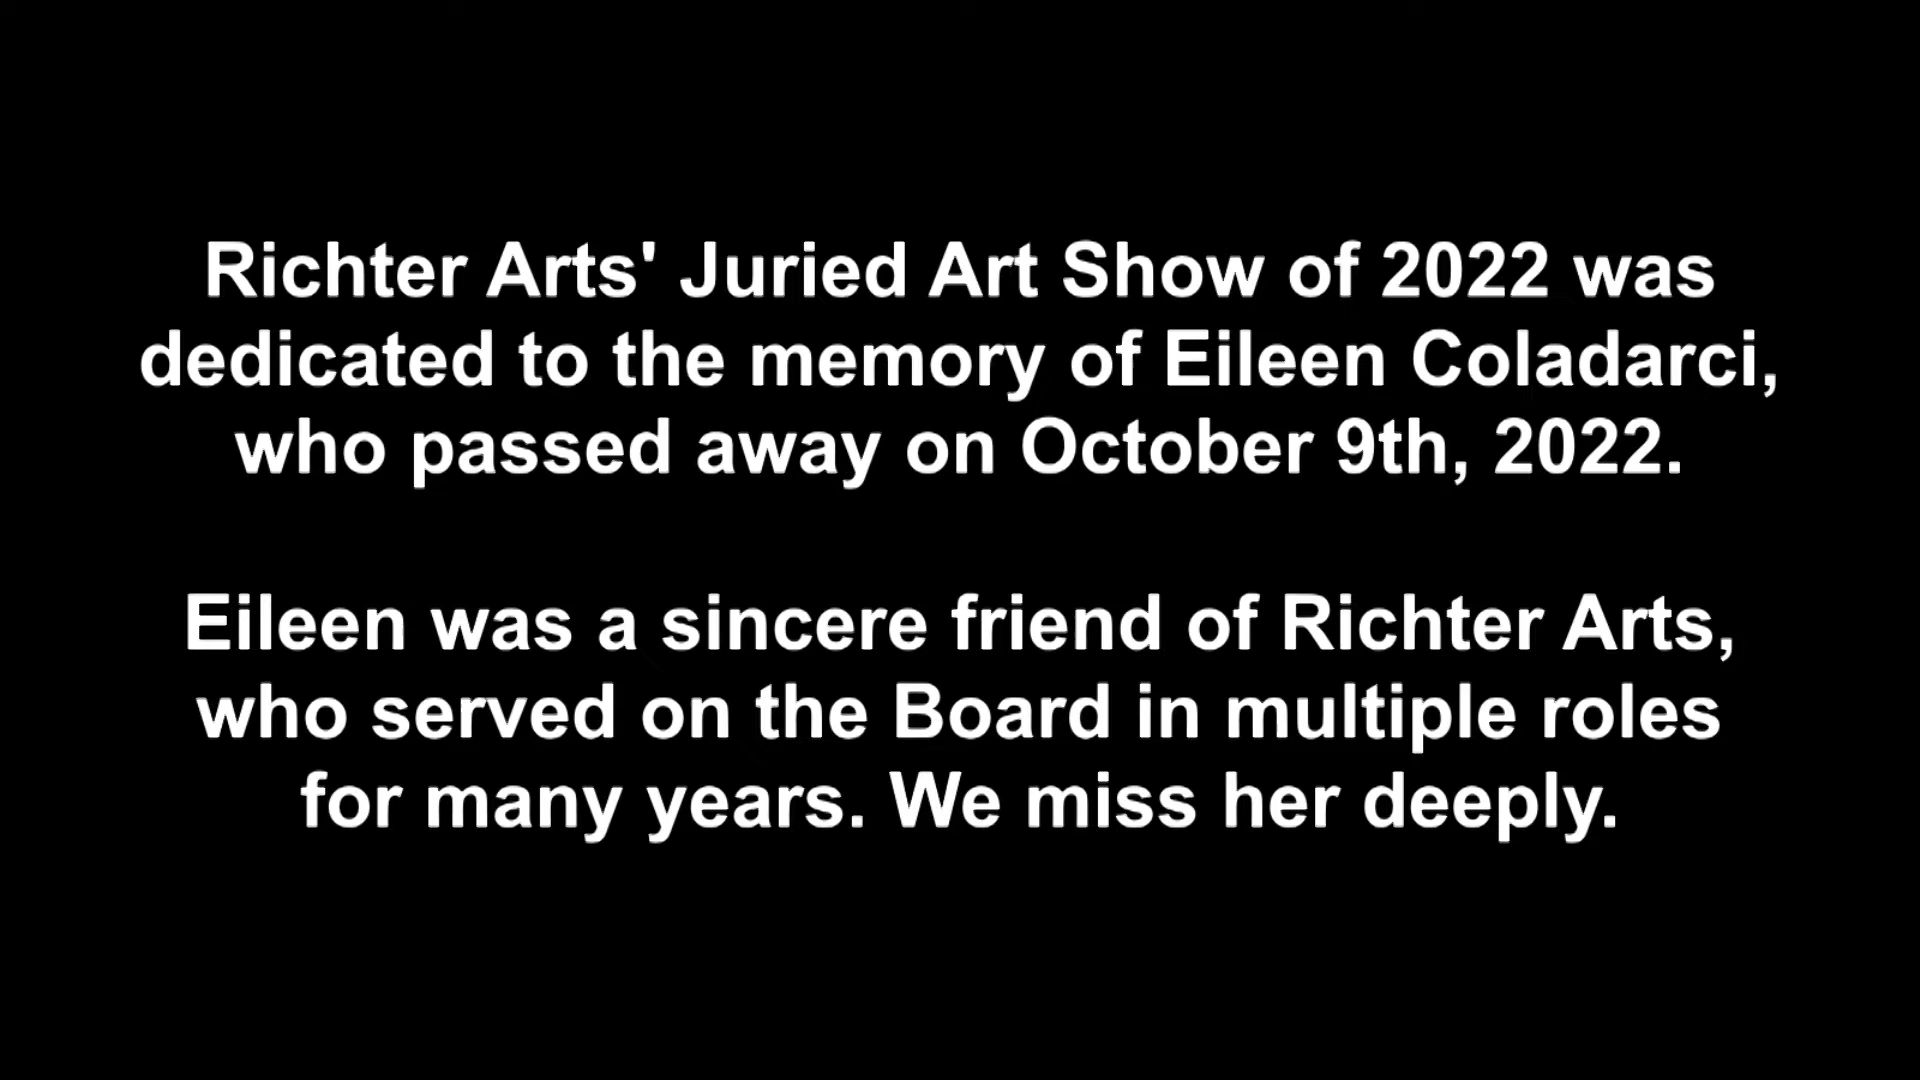 Richter Arts' Juried Art Show of 2022 was
dedicated to the memory of Eileen Coladarci,
who passed away on October 9th, 2022.
Eileen was a sincere friend of Richter Arts,
who served on the Board in multiple roles
for many years. We miss her deeply.